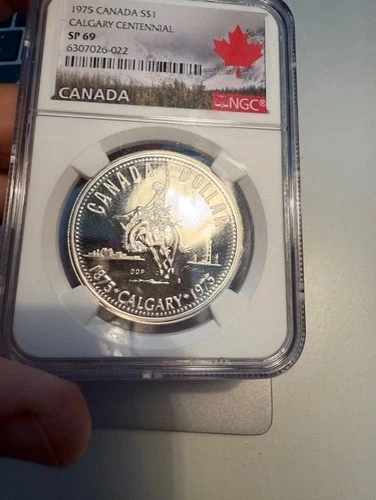 1975 CANADA S$1
CALGARY CENTENNIAL
SP 69
6307026-022
CANADA
NGC®
CANADA DOLLAR
DDP
1875 • CALGARY • 1975